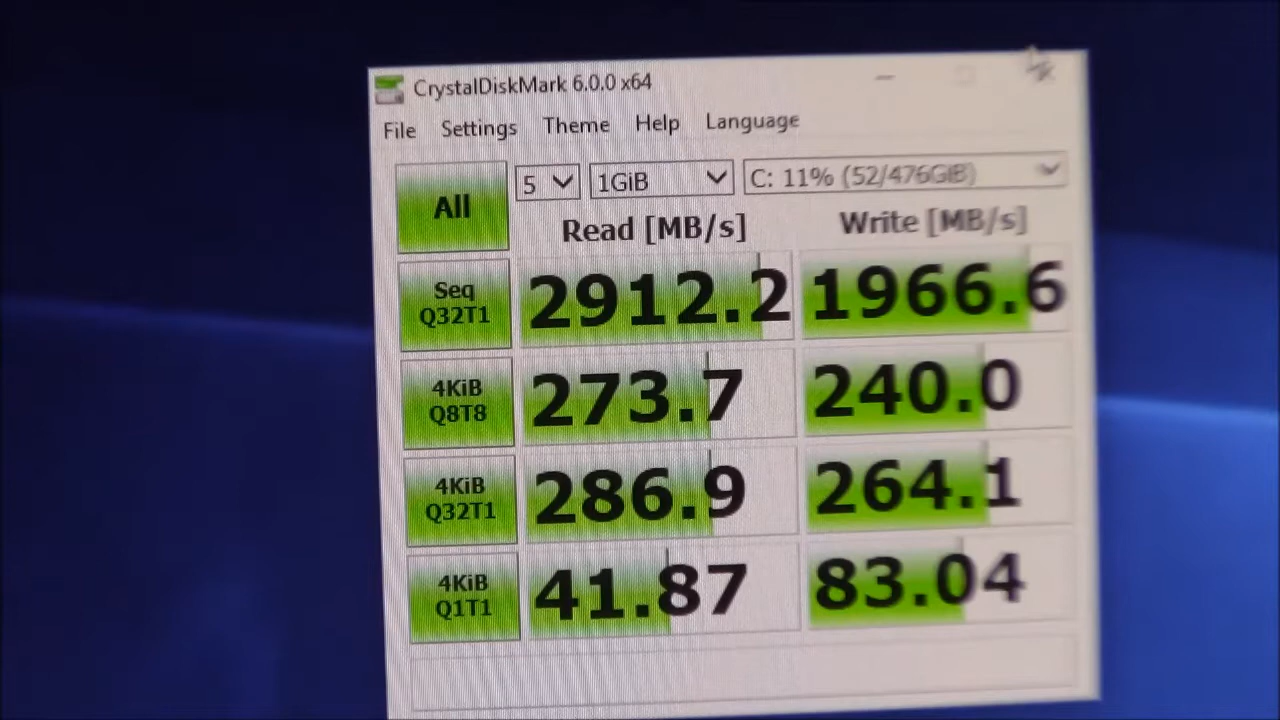 CrystalDiskMark 6.0.0 x64
File Settings Theme Help Language
All 5 1GiB C: 11% (52/476GiB)
Read [MB/s] Write [MB/s]
Seq
Q32T1 2912.2 1966.6
4KiB
Q8T8 273.7 240.0
4KiB
Q32T1 286.9 264.1
4KiB
Q1T1 41.87 83.04